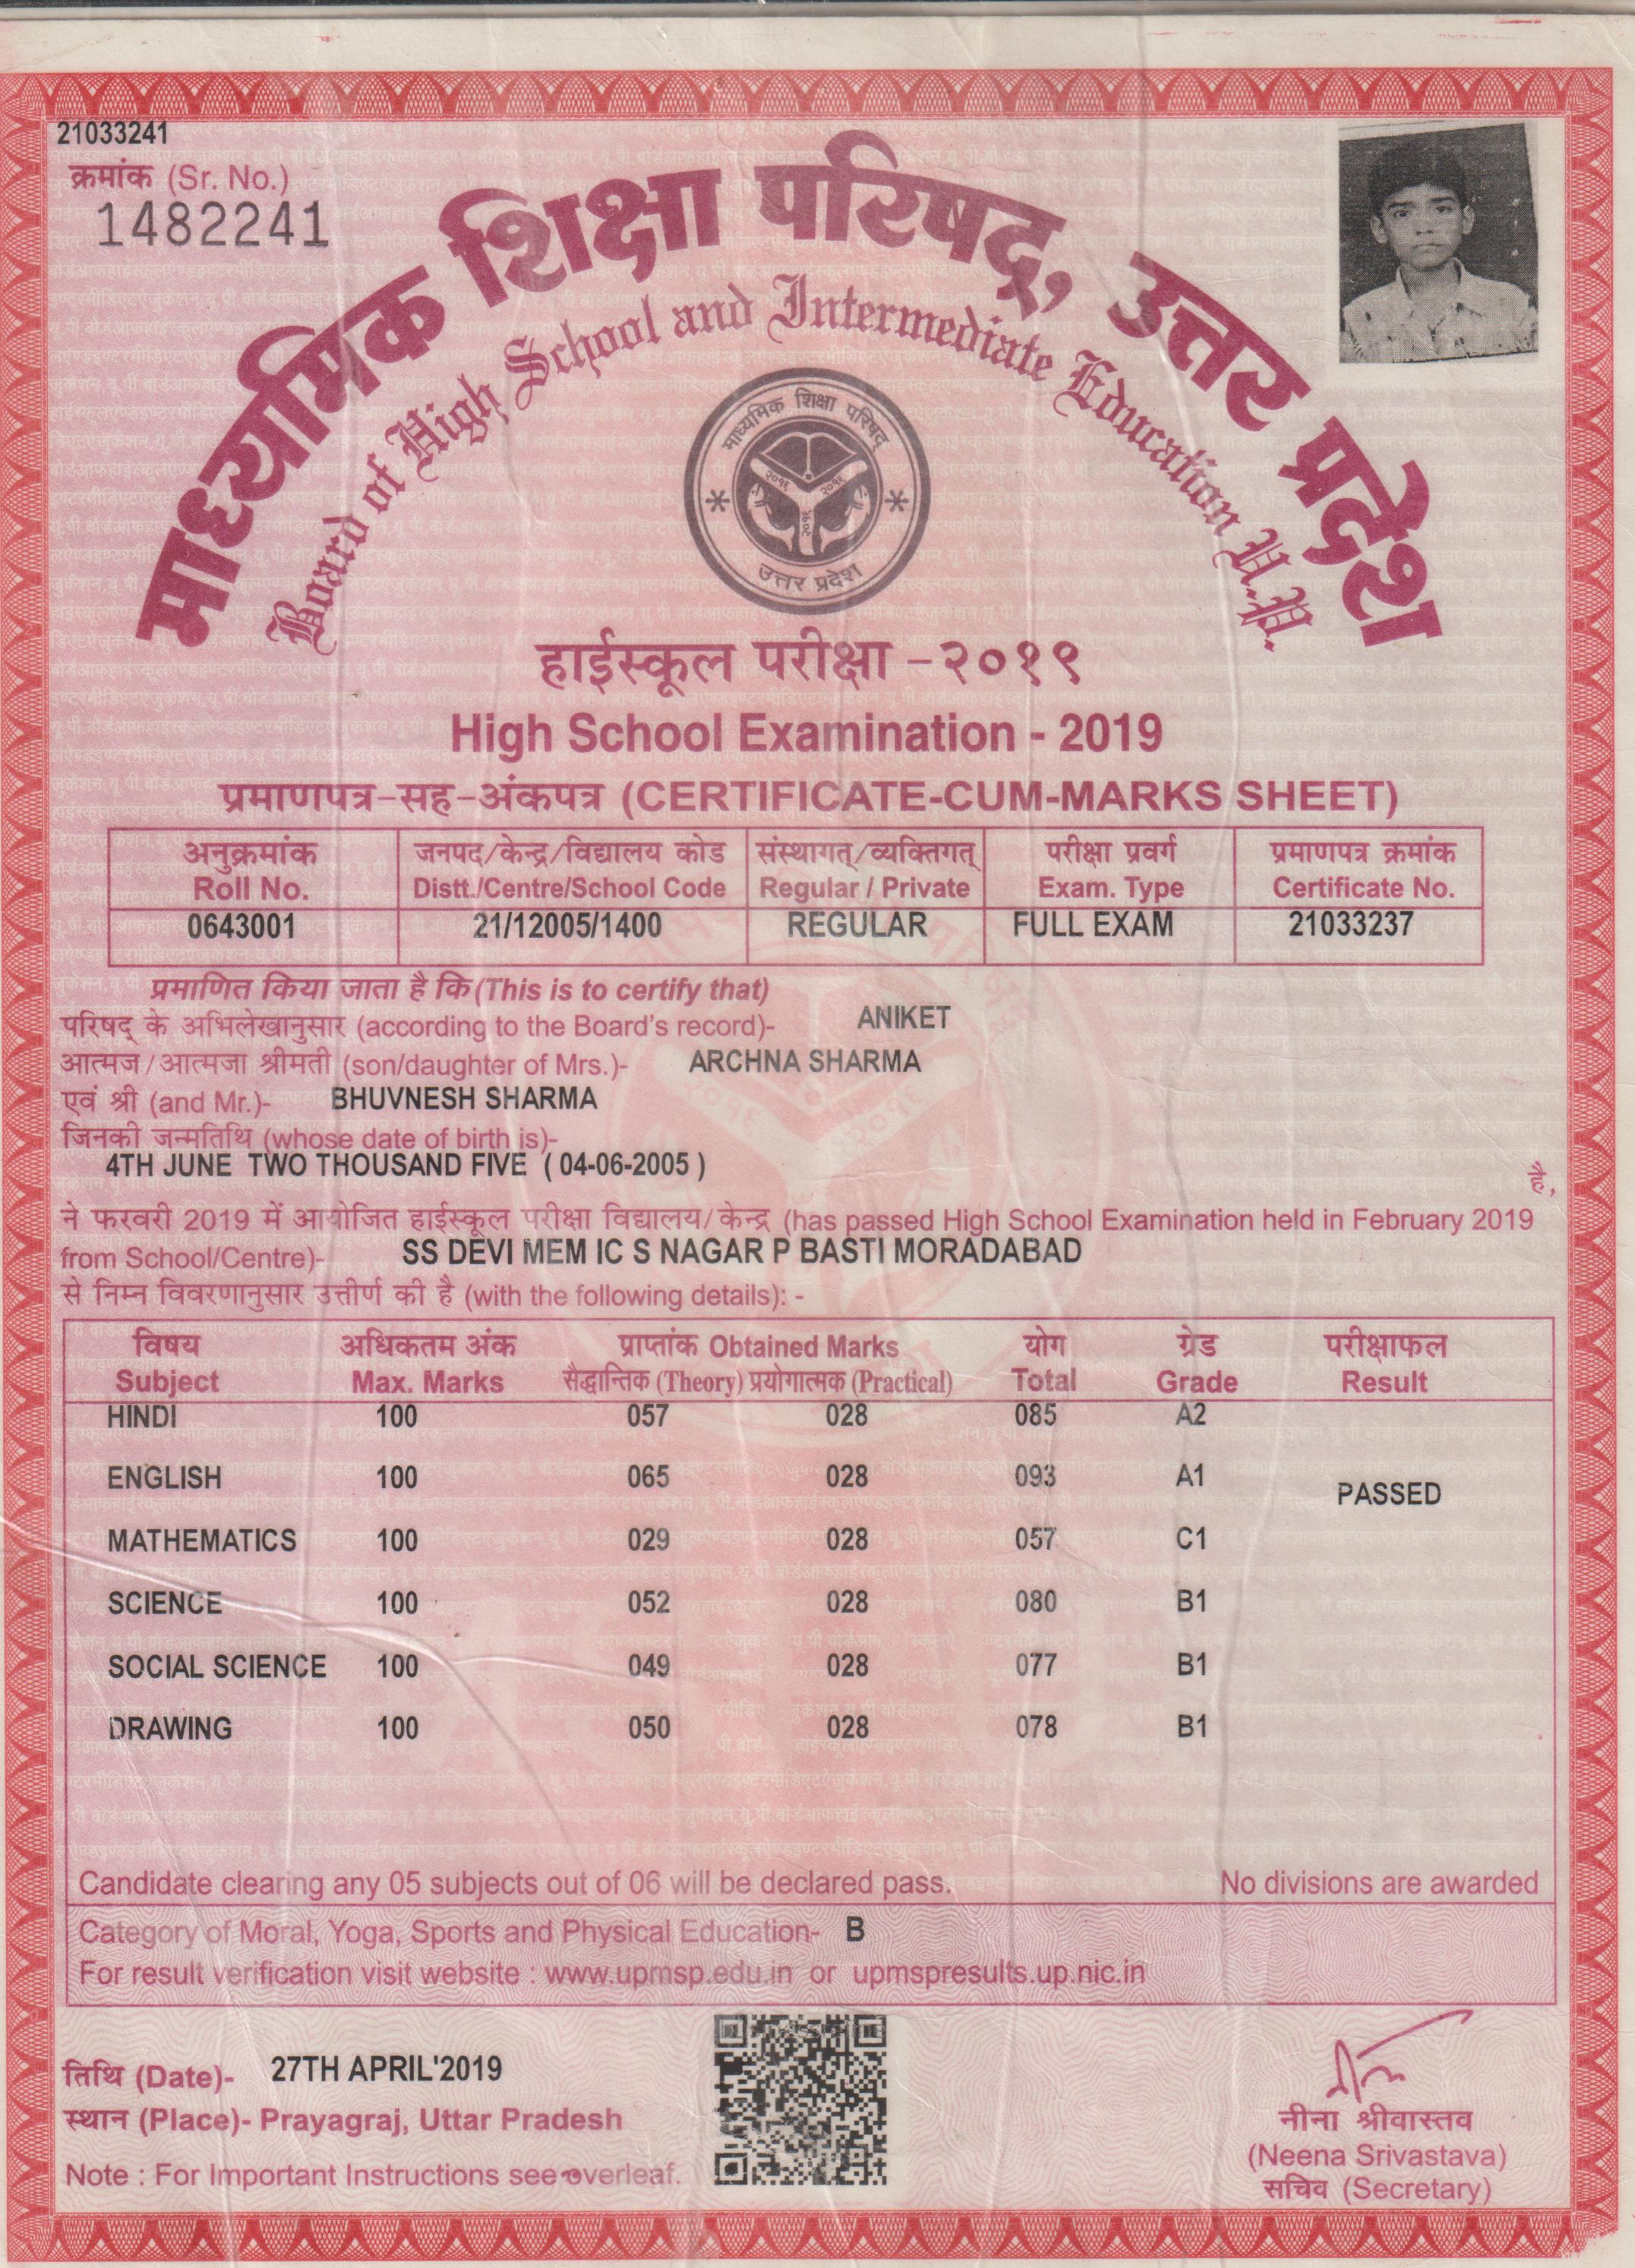 21033241
क्रमांक (Sr. No.)
1482241
माध्यमिक शिक्षा परिषद्, उत्तर प्रदेश
Board of High School and Intermediate Education U.P.
माध्यमिक शिक्षा परिषद्
उत्तर प्रदेश
हाईस्कूल परीक्षा - २०१९
High School Examination - 2019
प्रमाणपत्र-सह-अंकपत्र (CERTIFICATE-CUM-MARKS SHEET)
अनुक्रमांक जनपद/केन्द्र/विद्यालय कोड संस्थागत्/व्यक्तिगत् परीक्षा प्रवर्ग प्रमाणपत्र क्रमांक
Roll No. Distt./Centre/School Code Regular / Private Exam. Type Certificate No.
0643001 21/12005/1400 REGULAR FULL EXAM 21033237
प्रमाणित किया जाता है कि (This is to certify that)
परिषद् के अभिलेखानुसार (according to the Board's record)- ANIKET
आत्मज/आत्मजा श्रीमती (son/daughter of Mrs.)- ARCHNA SHARMA
एवं श्री (and Mr.)- BHUVNESH SHARMA
जिनकी जन्मतिथि (whose date of birth is)-
4TH JUNE TWO THOUSAND FIVE ( 04-06-2005 ) है,
ने फरवरी 2019 में आयोजित हाईस्कूल परीक्षा विद्यालय/केन्द्र (has passed High School Examination held in February 2019
from School/Centre)- SS DEVI MEM IC S NAGAR P BASTI MORADABAD
से निम्न विवरणानुसार उत्तीर्ण की है (with the following details): -
विषय अधिकतम अंक प्राप्तांक Obtained Marks योग ग्रेड परीक्षाफल
Subject Max. Marks सैद्धान्तिक (Theory) प्रयोगात्मक (Practical) Total Grade Result
HINDI 100 057 028 085 A2
ENGLISH 100 065 028 093 A1
PASSED
MATHEMATICS 100 029 028 057 C1
SCIENCE 100 052 028 080 B1
SOCIAL SCIENCE 100 049 028 077 B1
DRAWING 100 050 028 078 B1
Candidate clearing any 05 subjects out of 06 will be declared pass. No divisions are awarded
Category of Moral, Yoga, Sports and Physical Education- B
For result verification visit website : www.upmsp.edu.in or upmspresults.up.nic.in
तिथि (Date)- 27TH APRIL'2019
स्थान (Place)- Prayagraj, Uttar Pradesh
Note : For Important Instructions see overleaf.
नीना श्रीवास्तव
(Neena Srivastava)
सचिव (Secretary)